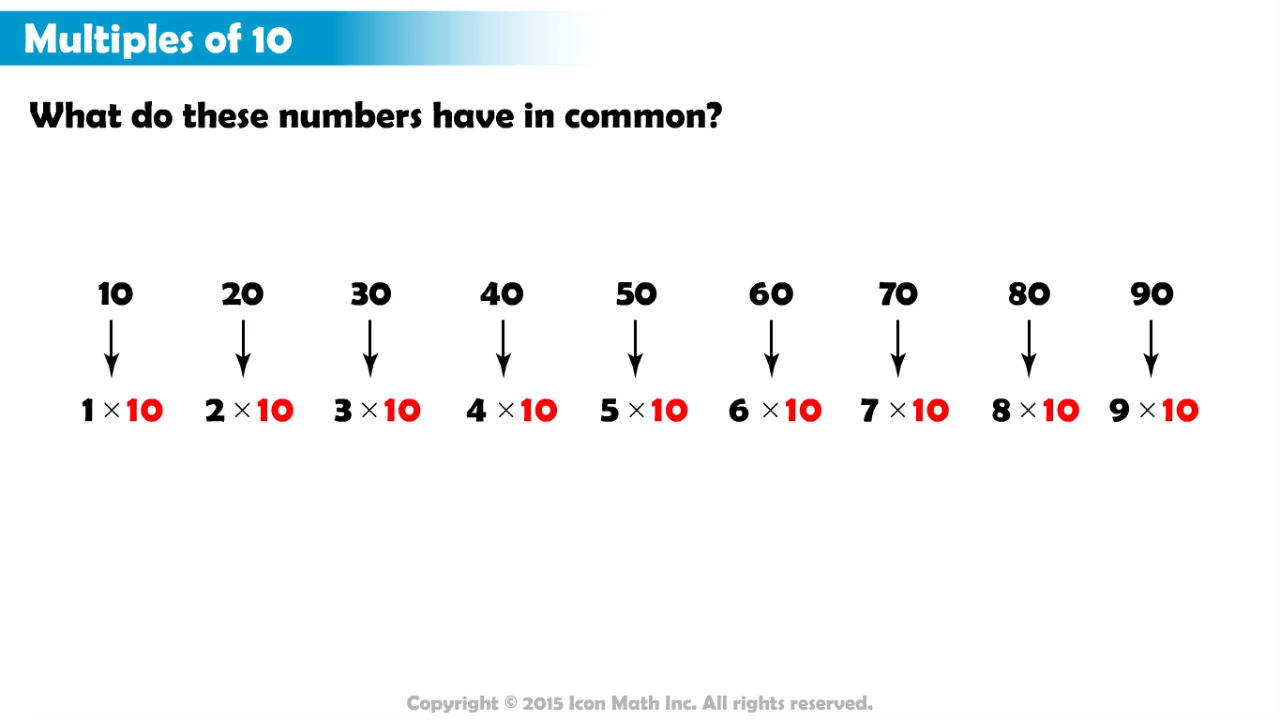 Multiples of 10
What do these numbers have in common?
10 20 30 40 50 60 70 80 90
1 × 10 2 × 10 3 × 10 4 × 10 5 × 10 6 × 10 7 × 10 8 × 10 9 × 10
Copyright © 2015 Icon Math Inc. All rights reserved.